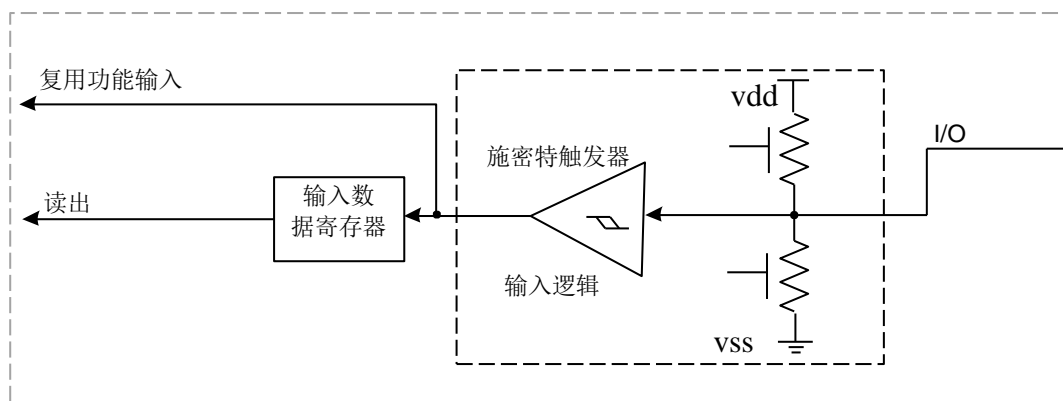 复用功能输入
vdd
I/O
施密特触发器
读出
输入数
据寄存器
输入逻辑
vss